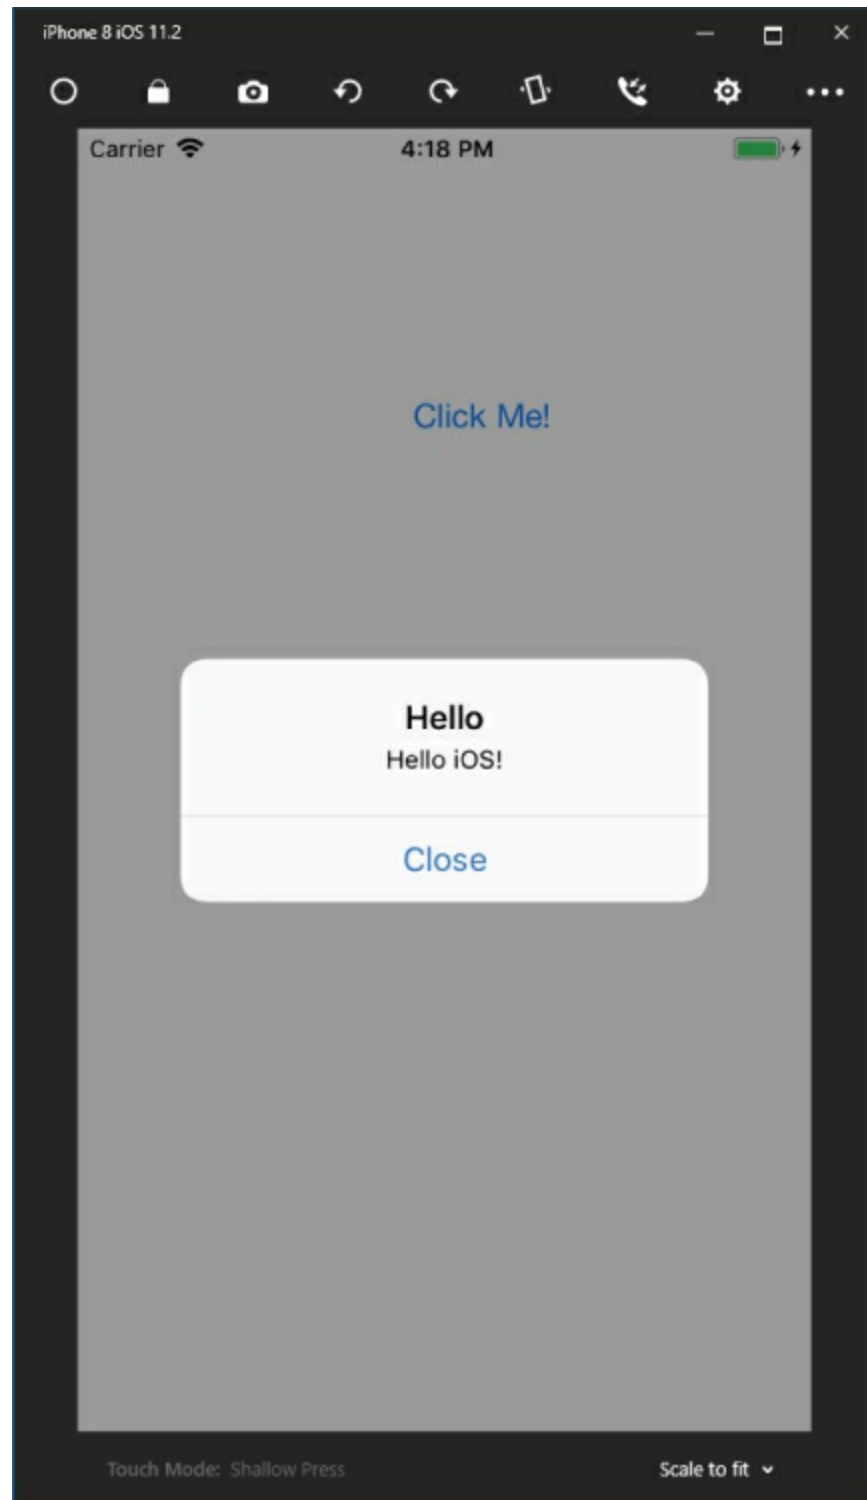 iPhone 8 iOS 11.2
Carrier 4:18 PM
Click Me!
Hello
Hello iOS!
Close
Touch Mode: Shallow Press Scale to fit